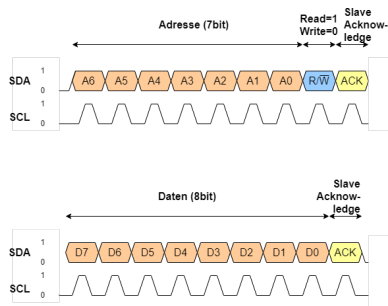 Adresse (7bit)
Read=1
Write=0
Slave
Acknow-
ledge
SDA 1 0 A6 A5 A4 A3 A2 A1 A0 R/W̅ ACK
SCL 1 0
Daten (8bit)
Slave
Acknow-
ledge
SDA 1 0 D7 D6 D5 D4 D3 D2 D1 D0 ACK
SCL 1 0